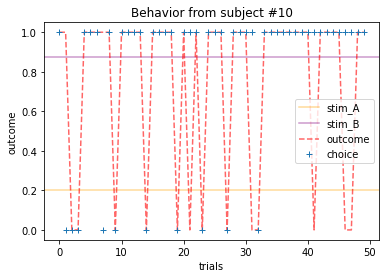 Behavior from subject #10
outcome
1.0
0.8
0.6
0.4
0.2
0.0
stim_A
stim_B
outcome
choice
0 10 20 30 40 50
trials